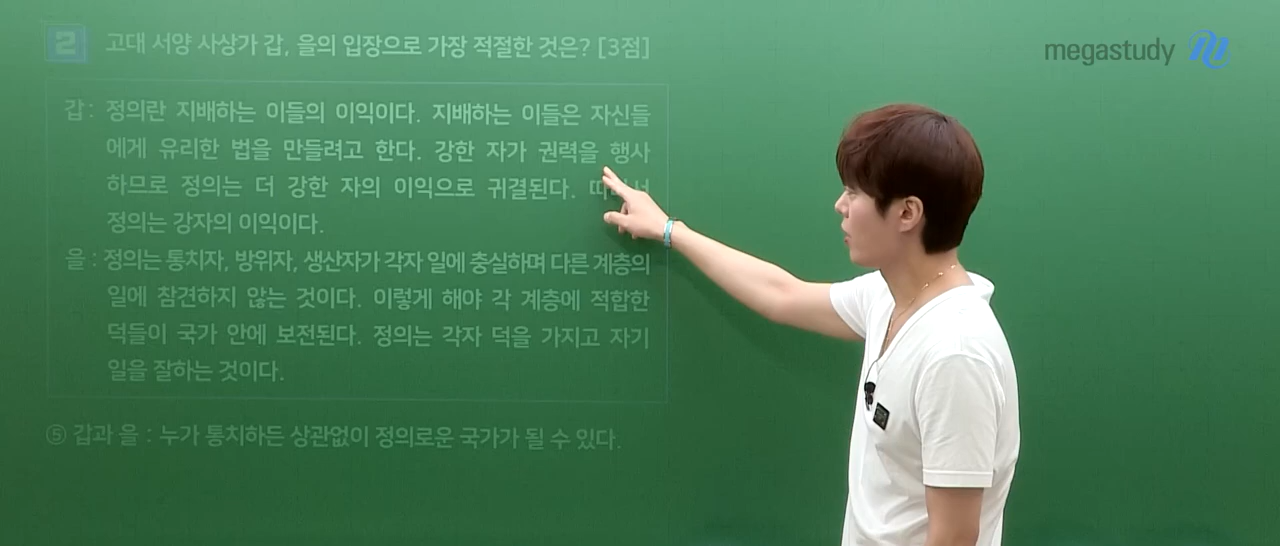 2 고대 서양 사상가 갑, 을의 입장으로 가장 적절한 것은? [3점]
megastudy
갑: 정의란 지배하는 이들의 이익이다. 지배하는 이들은 자신들
에게 유리한 법을 만들려고 한다. 강한 자가 권력을 행사
하므로 정의는 더 강한 자의 이익으로 귀결된다.
정의는 강자의 이익이다.
을: 정의는 통치자, 방위자, 생산자가 각자 일에 충실하며 다른 계층의
일에 참견하지 않는 것이다. 이렇게 해야 각 계층에 적합한
덕들이 국가 안에 보전된다. 정의는 각자 덕을 가지고 자기
일을 잘하는 것이다.
⑤ 갑과 을 : 누가 통치하든 상관없이 정의로운 국가가 될 수 있다.